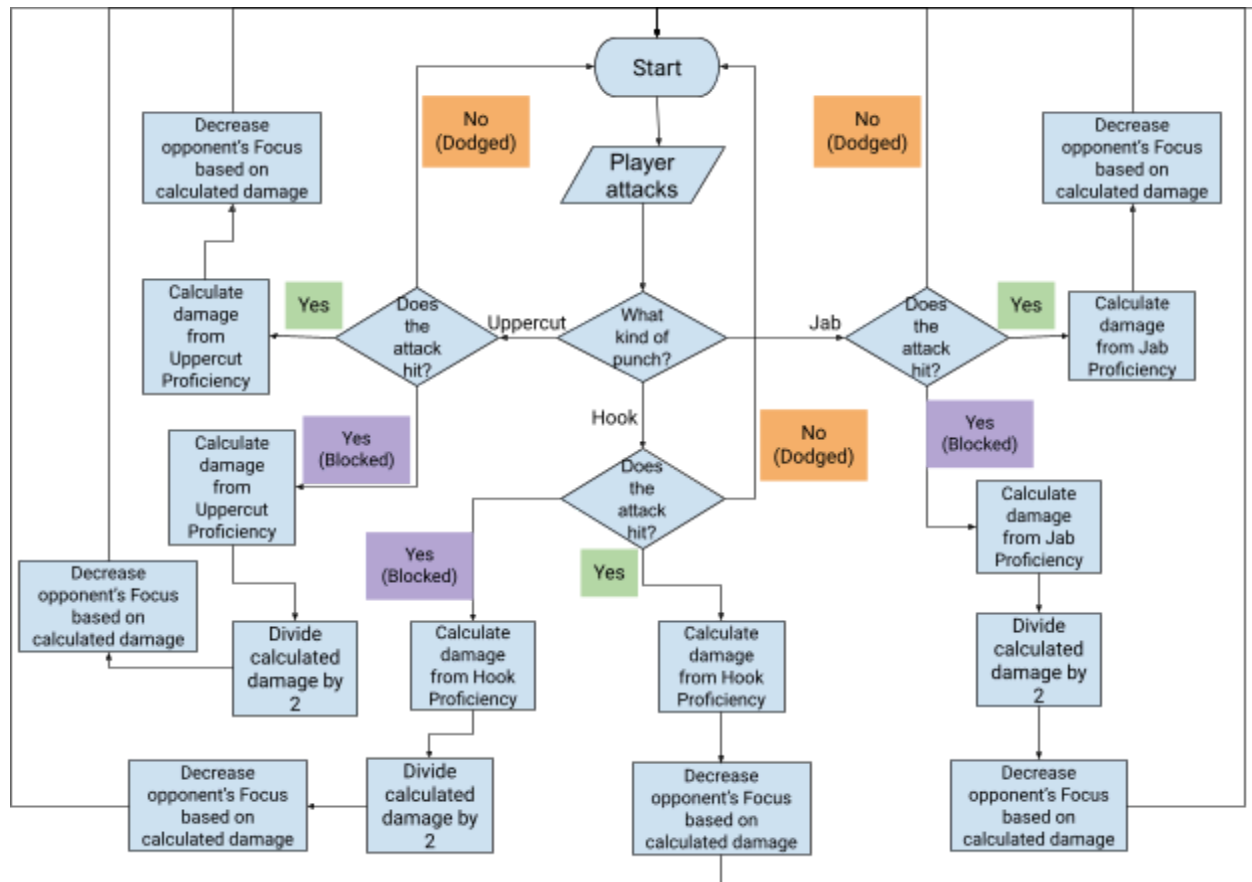 Start
No
(Dodged)
No
(Dodged)
Decrease
opponent's Focus
based on
calculated damage
Player
attacks
Decrease
opponent's Focus
based on
calculated damage
Calculate
damage
from
Uppercut
Proficiency
Yes
Does
the
attack
hit?
Uppercut
What
kind of
punch?
Jab
Does
the
attack
hit?
Yes
Calculate
damage
from Jab
Proficiency
Hook
Calculate
damage
from
Uppercut
Proficiency
Yes
(Blocked)
No
(Dodged)
Yes
(Blocked)
Does
the
attack
hit?
Calculate
damage
from Jab
Proficiency
Yes
(Blocked)
Yes
Decrease
opponent's Focus
based on
calculated damage
Divide
calculated
damage by
2
Calculate
damage
from Hook
Proficiency
Calculate
damage
from Hook
Proficiency
Divide
calculated
damage by
2
Decrease
opponent's Focus
based on
calculated damage
Divide
calculated
damage by
2
Decrease
opponent's Focus
based on
calculated damage
Decrease
opponent's Focus
based on
calculated damage